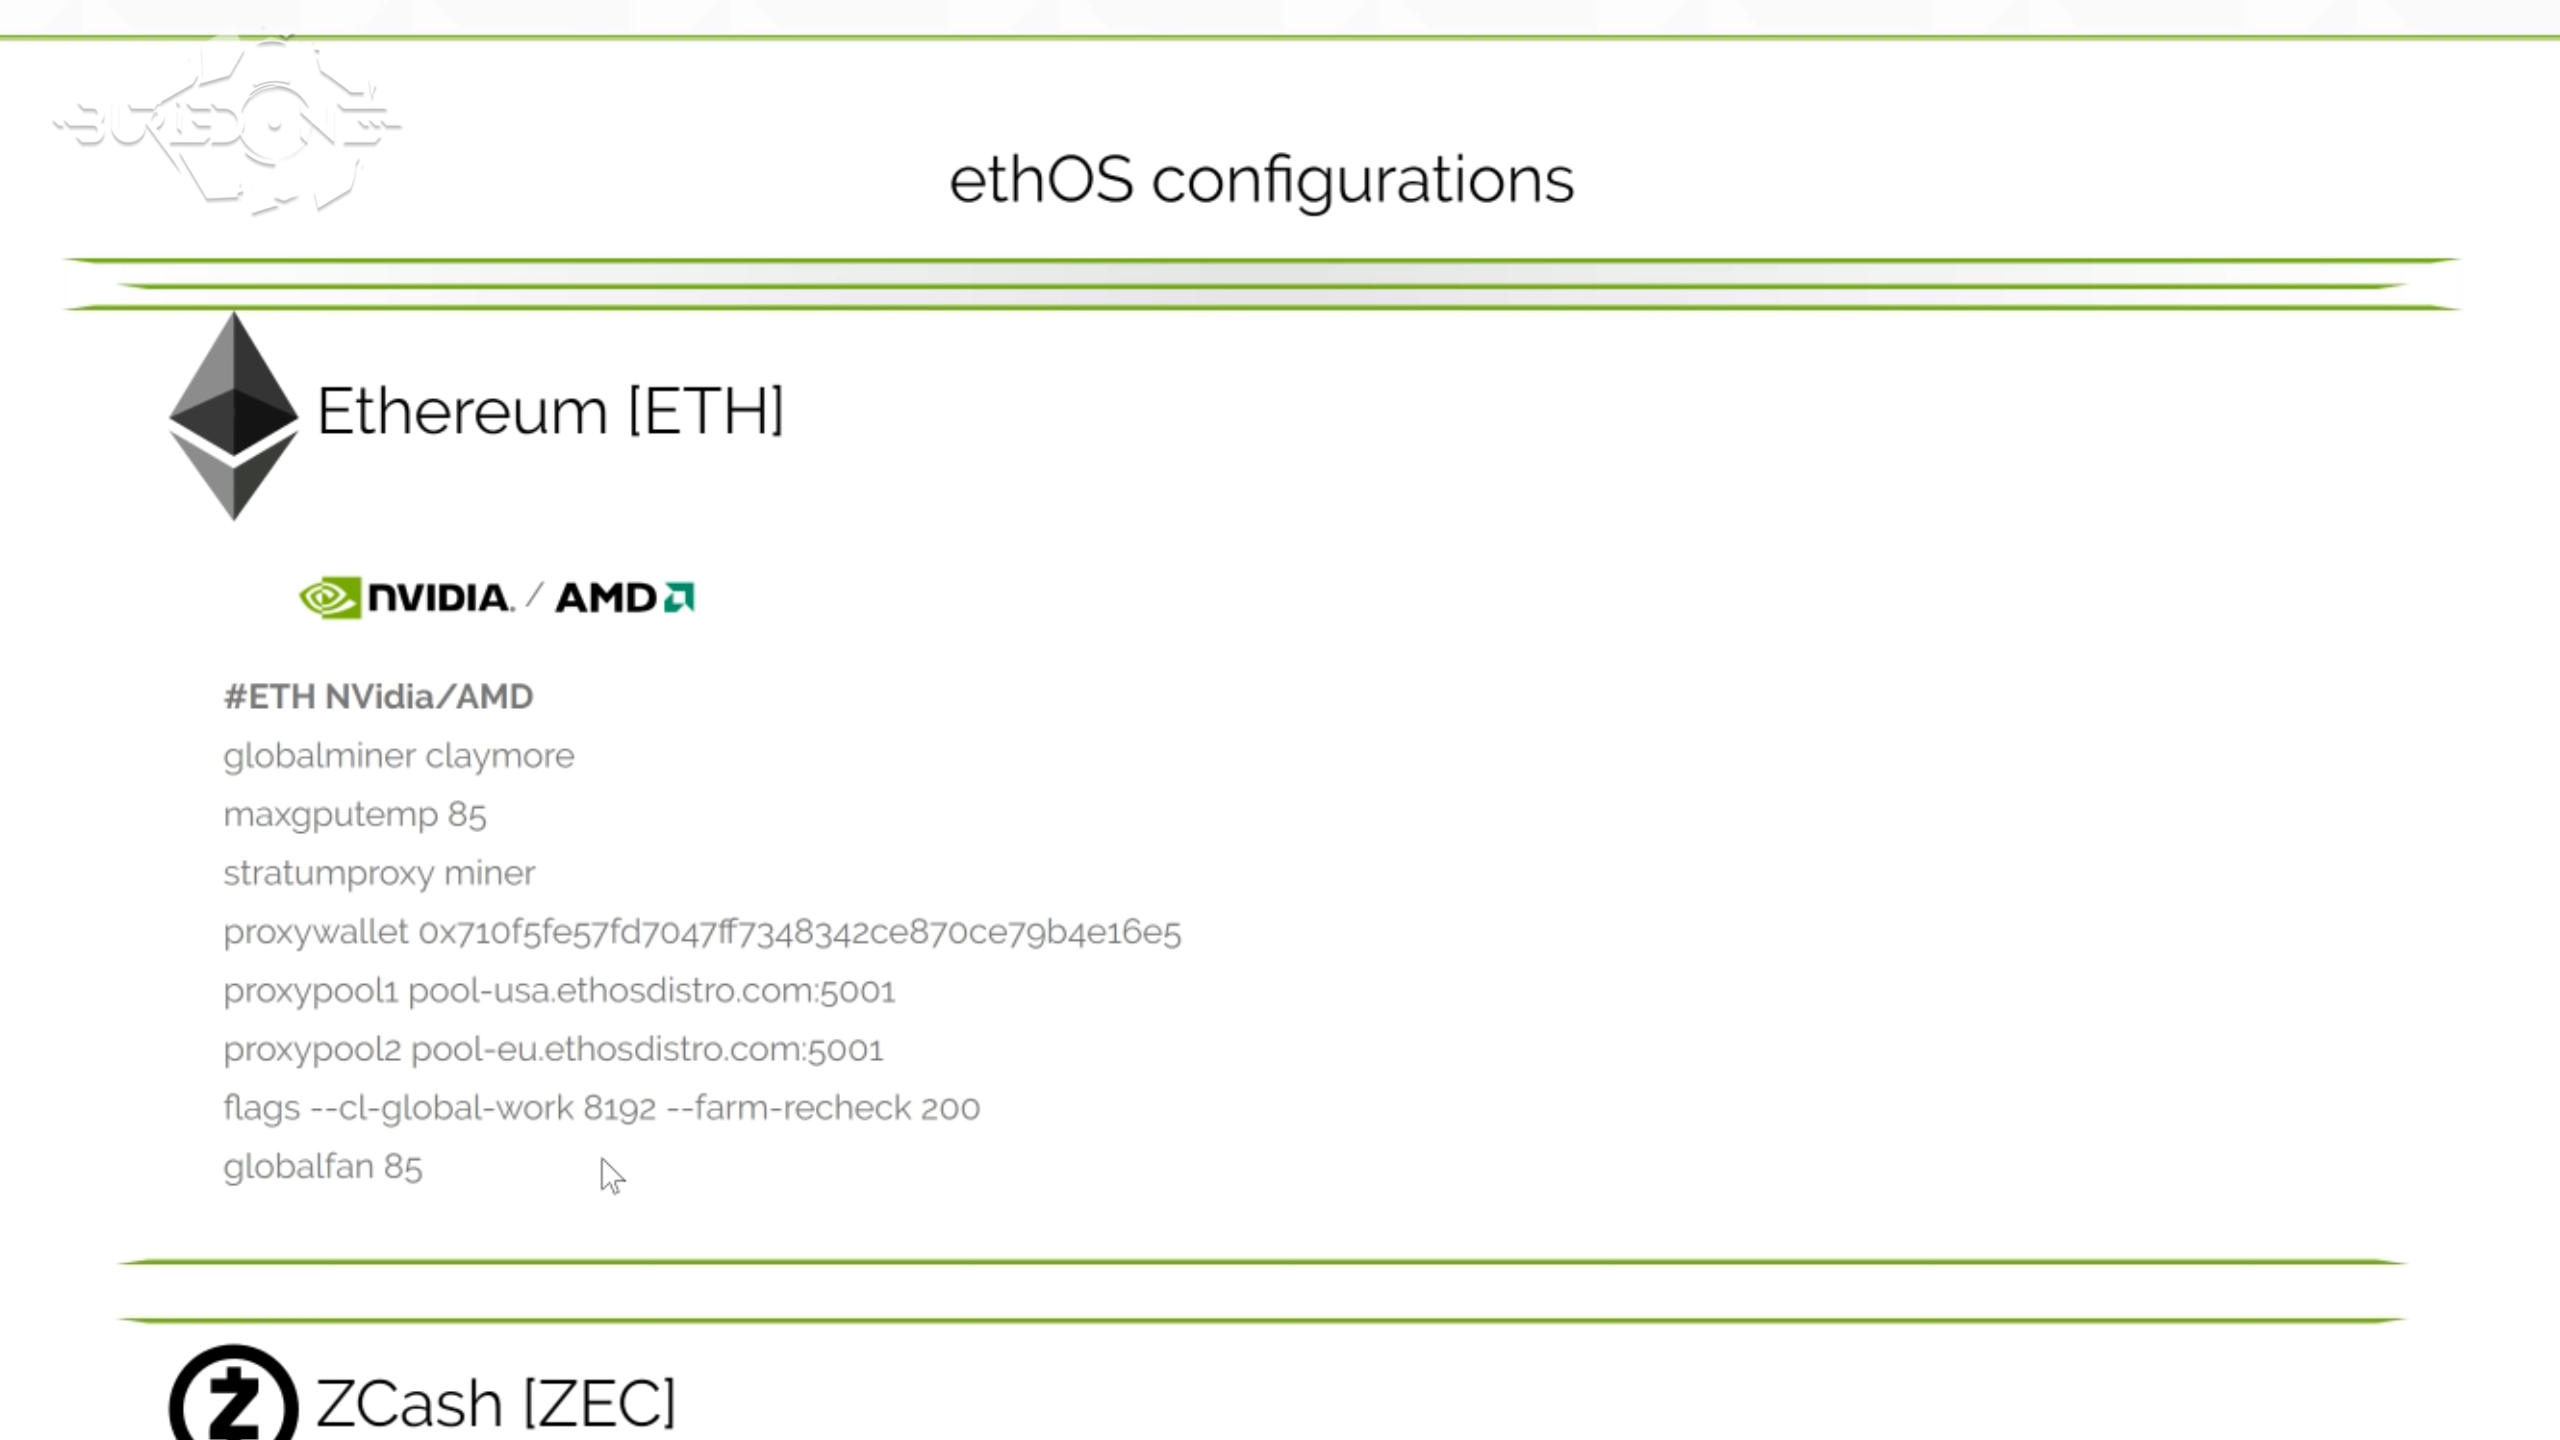 BURIEDONE
ethOS configurations
Ethereum [ETH]
nVIDIA. / AMD
#ETH NVidia/AMD
globalminer claymore
maxgputemp 85
stratumproxy miner
proxywallet 0x710f5fe57fd7047ff7348342ce870ce79b4e16e5
proxypool1 pool-usa.ethosdistro.com:5001
proxypool2 pool-eu.ethosdistro.com:5001
flags --cl-global-work 8192 --farm-recheck 200
globalfan 85
ZCash [ZEC]